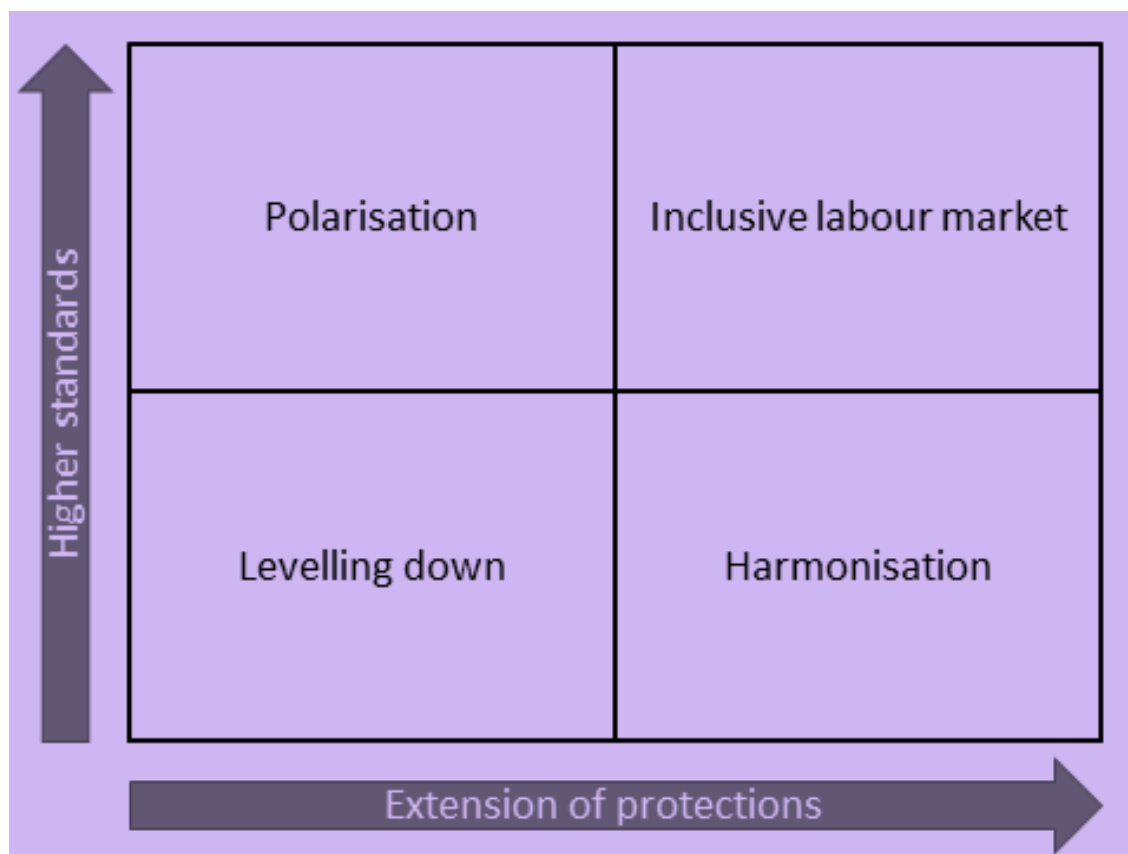 Higher standards
Polarisation
Inclusive labour market
Levelling down
Harmonisation
Extension of protections